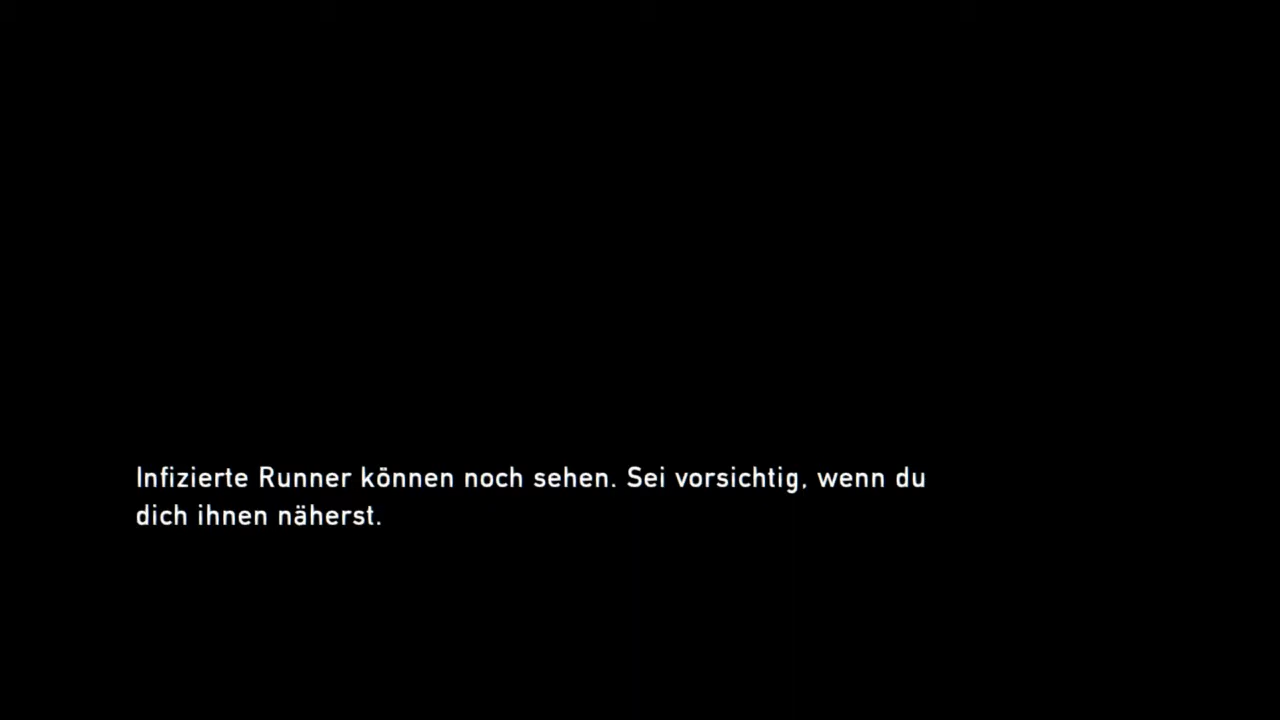 Infizierte Runner können noch sehen. Sei vorsichtig, wenn du
dich ihnen näherst.